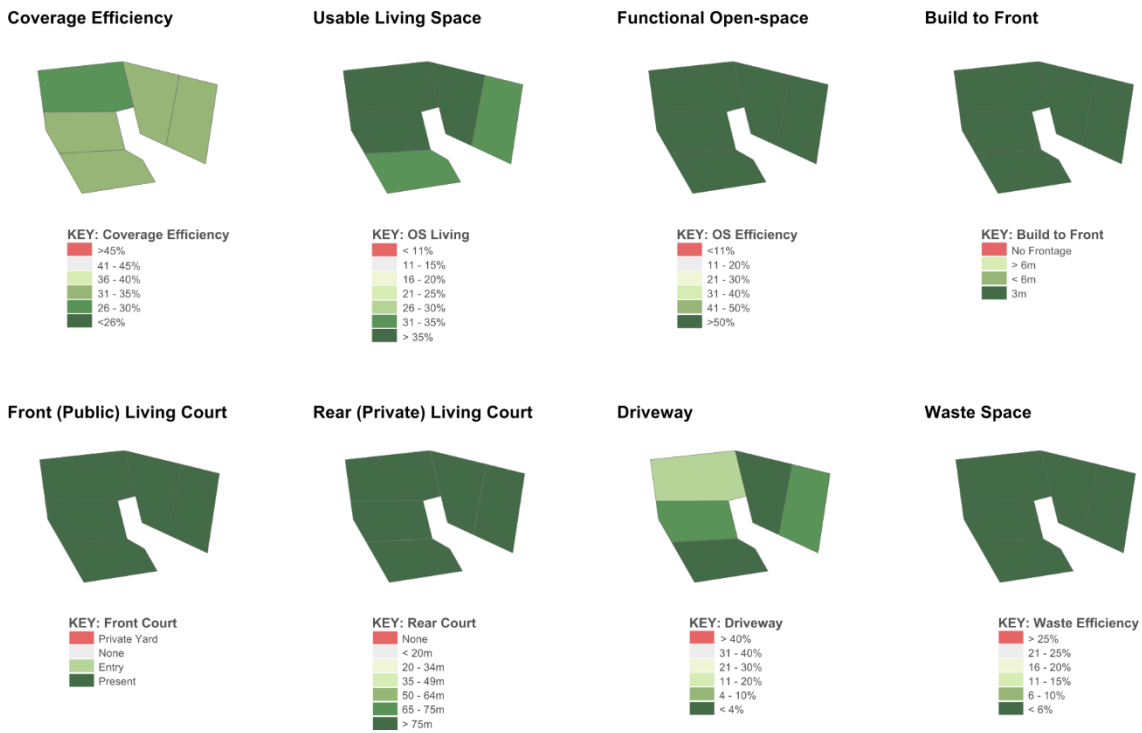 Coverage Efficiency
Usable Living Space
Functional Open-space
Build to Front
KEY: Coverage Efficiency
>45%
41 - 45%
36 - 40%
31 - 35%
26 - 30%
<26%
KEY: OS Living
< 11%
11 - 15%
16 - 20%
21 - 25%
26 - 30%
31 - 35%
> 35%
KEY: OS Efficiency
<11%
11 - 20%
21 - 30%
31 - 40%
41 - 50%
>50%
KEY: Build to Front
No Frontage
> 6m
< 6m
3m
Front (Public) Living Court
Rear (Private) Living Court
Driveway
Waste Space
KEY: Front Court
Private Yard
None
Entry
Present
KEY: Rear Court
None
< 20m
20 - 34m
35 - 49m
50 - 64m
65 - 75m
> 75m
KEY: Driveway
> 40%
31 - 40%
21 - 30%
11 - 20%
4 - 10%
< 4%
KEY: Waste Efficiency
> 25%
21 - 25%
16 - 20%
11 - 15%
6 - 10%
< 6%